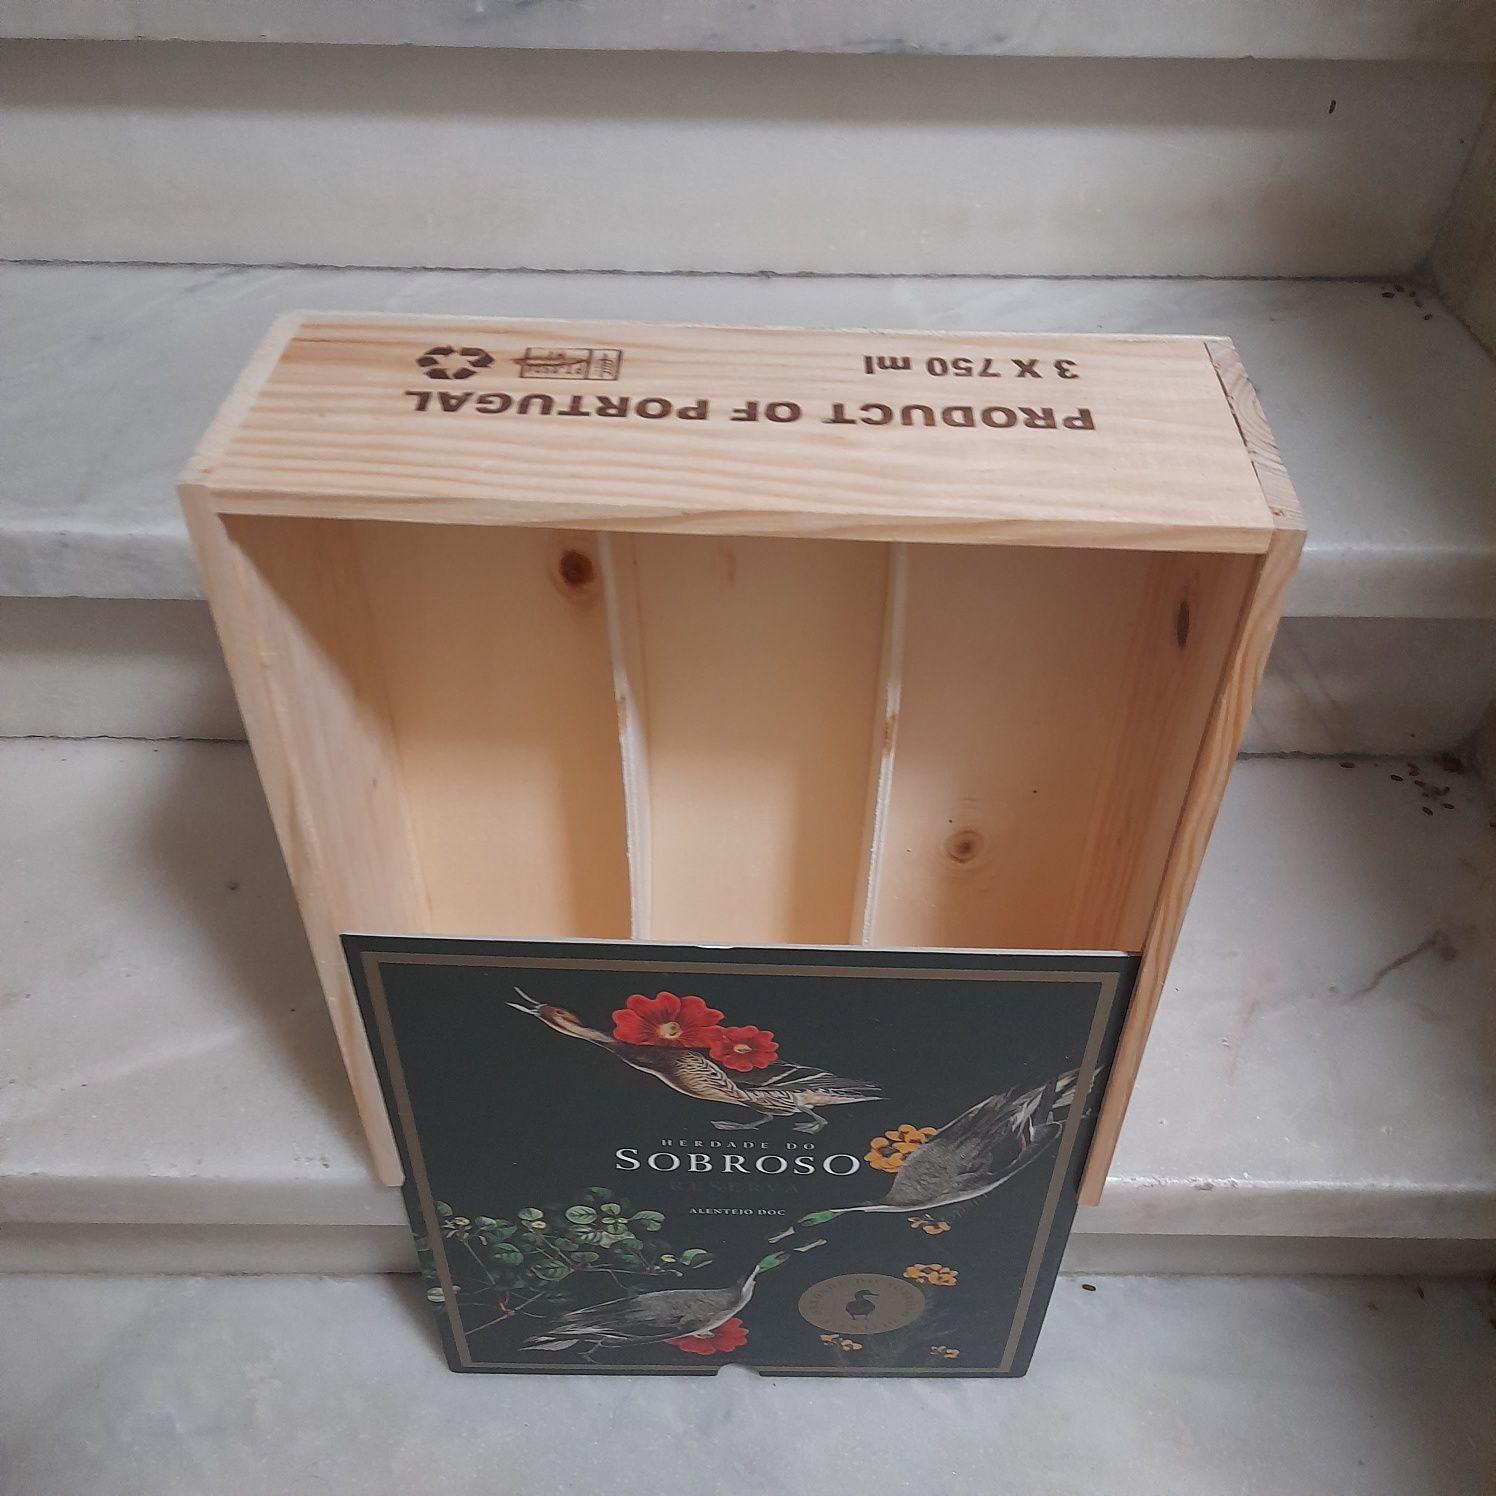 3 X 750 ml
PRODUCT OF PORTUGAL
HERDADE DO
SOBROSO
RESERVA
ALENTEJO DOC